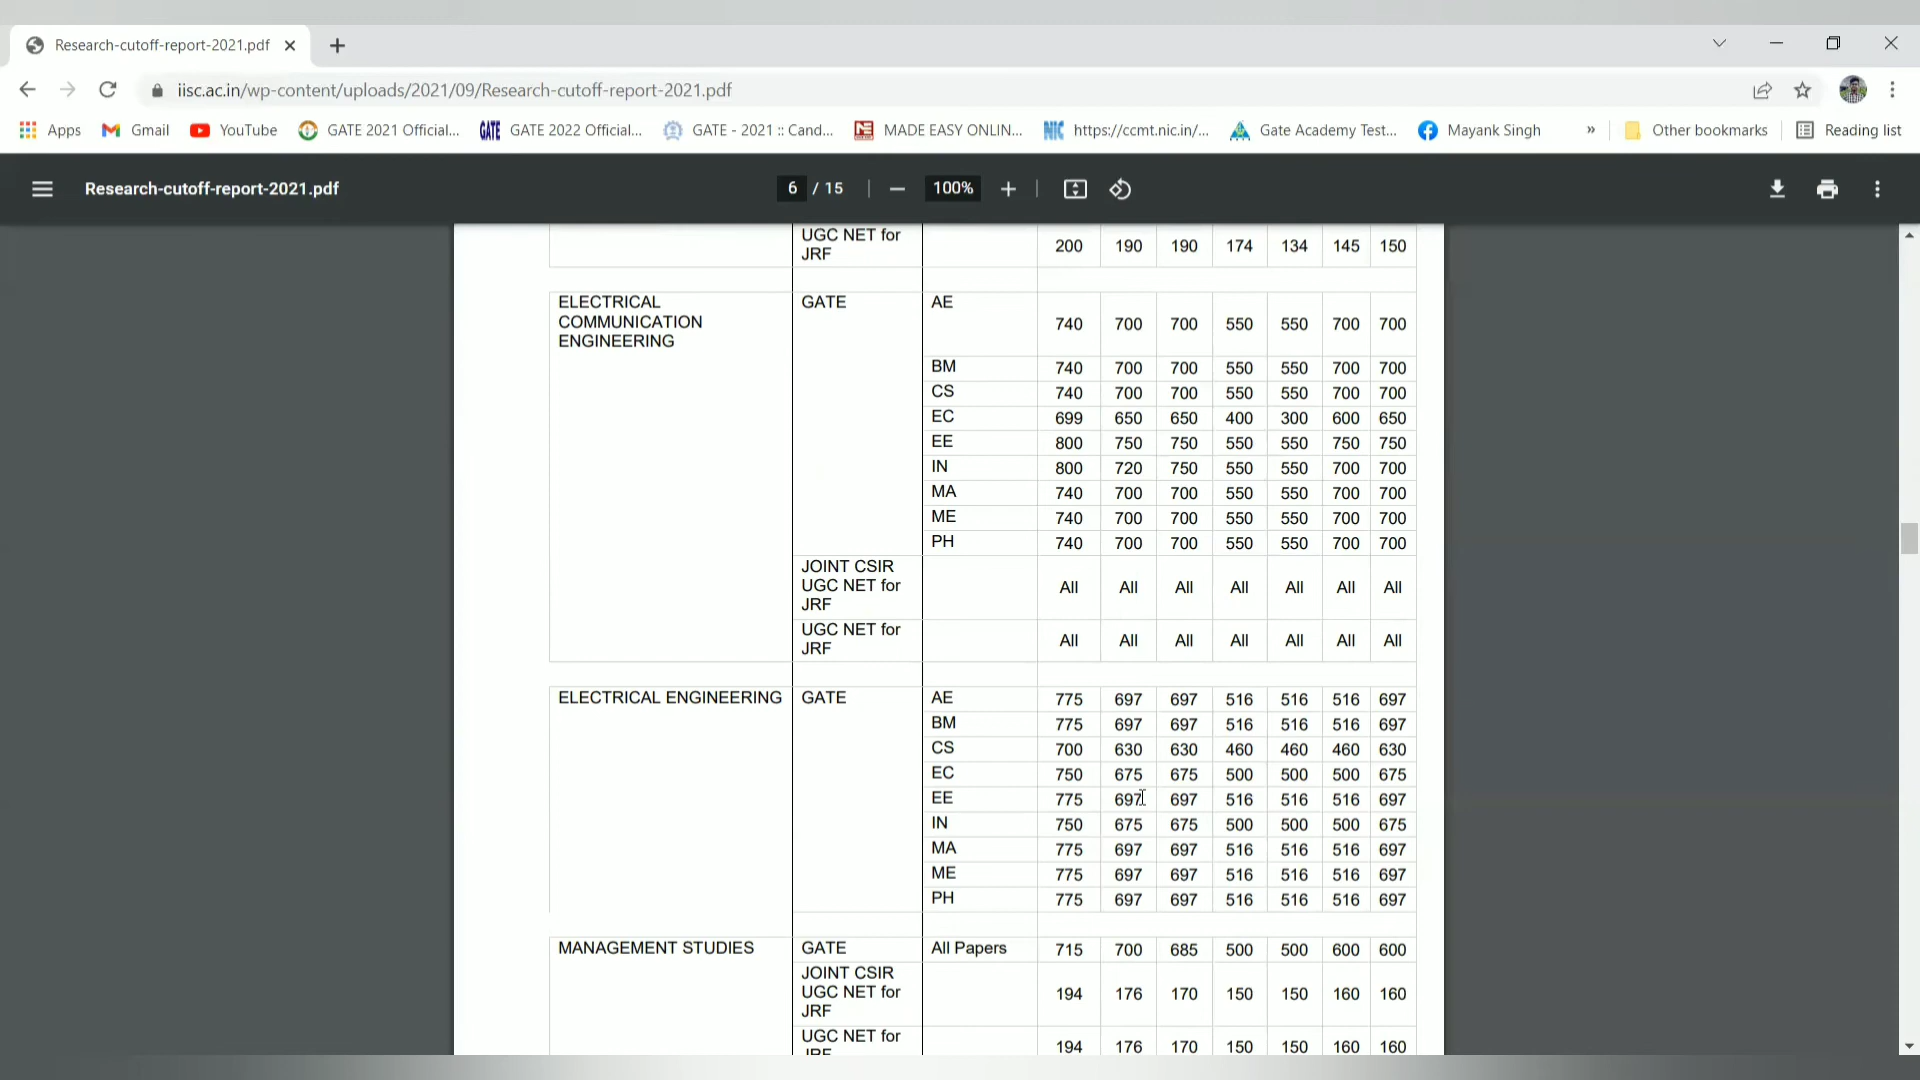 Research-cutoff-report-2021.pdf
iisc.ac.in/wp-content/uploads/2021/09/Research-cutoff-report-2021.pdf
Apps Gmail YouTube GATE 2021 Official... GATE 2022 Official... GATE - 2021 :: Cand... MADE EASY ONLIN... https://ccmt.nic.in/... Gate Academy Test... Mayank Singh » Other bookmarks Reading list
Research-cutoff-report-2021.pdf 6 / 15 100%
UGC NET for JRF 200 190 190 174 134 145 150
ELECTRICAL COMMUNICATION ENGINEERING GATE AE 740 700 700 550 550 700 700
BM 740 700 700 550 550 700 700
CS 740 700 700 550 550 700 700
EC 699 650 650 400 300 600 650
EE 800 750 750 550 550 750 750
IN 800 720 750 550 550 700 700
MA 740 700 700 550 550 700 700
ME 740 700 700 550 550 700 700
PH 740 700 700 550 550 700 700
JOINT CSIR UGC NET for JRF All All All All All All All
UGC NET for JRF All All All All All All All
ELECTRICAL ENGINEERING GATE AE 775 697 697 516 516 516 697
BM 775 697 697 516 516 516 697
CS 700 630 630 460 460 460 630
EC 750 675 675 500 500 500 675
EE 775 697 697 516 516 516 697
IN 750 675 675 500 500 500 675
MA 775 697 697 516 516 516 697
ME 775 697 697 516 516 516 697
PH 775 697 697 516 516 516 697
MANAGEMENT STUDIES GATE All Papers 715 700 685 500 500 600 600
JOINT CSIR UGC NET for JRF 194 176 170 150 150 160 160
UGC NET for JRF 194 176 170 150 150 160 160